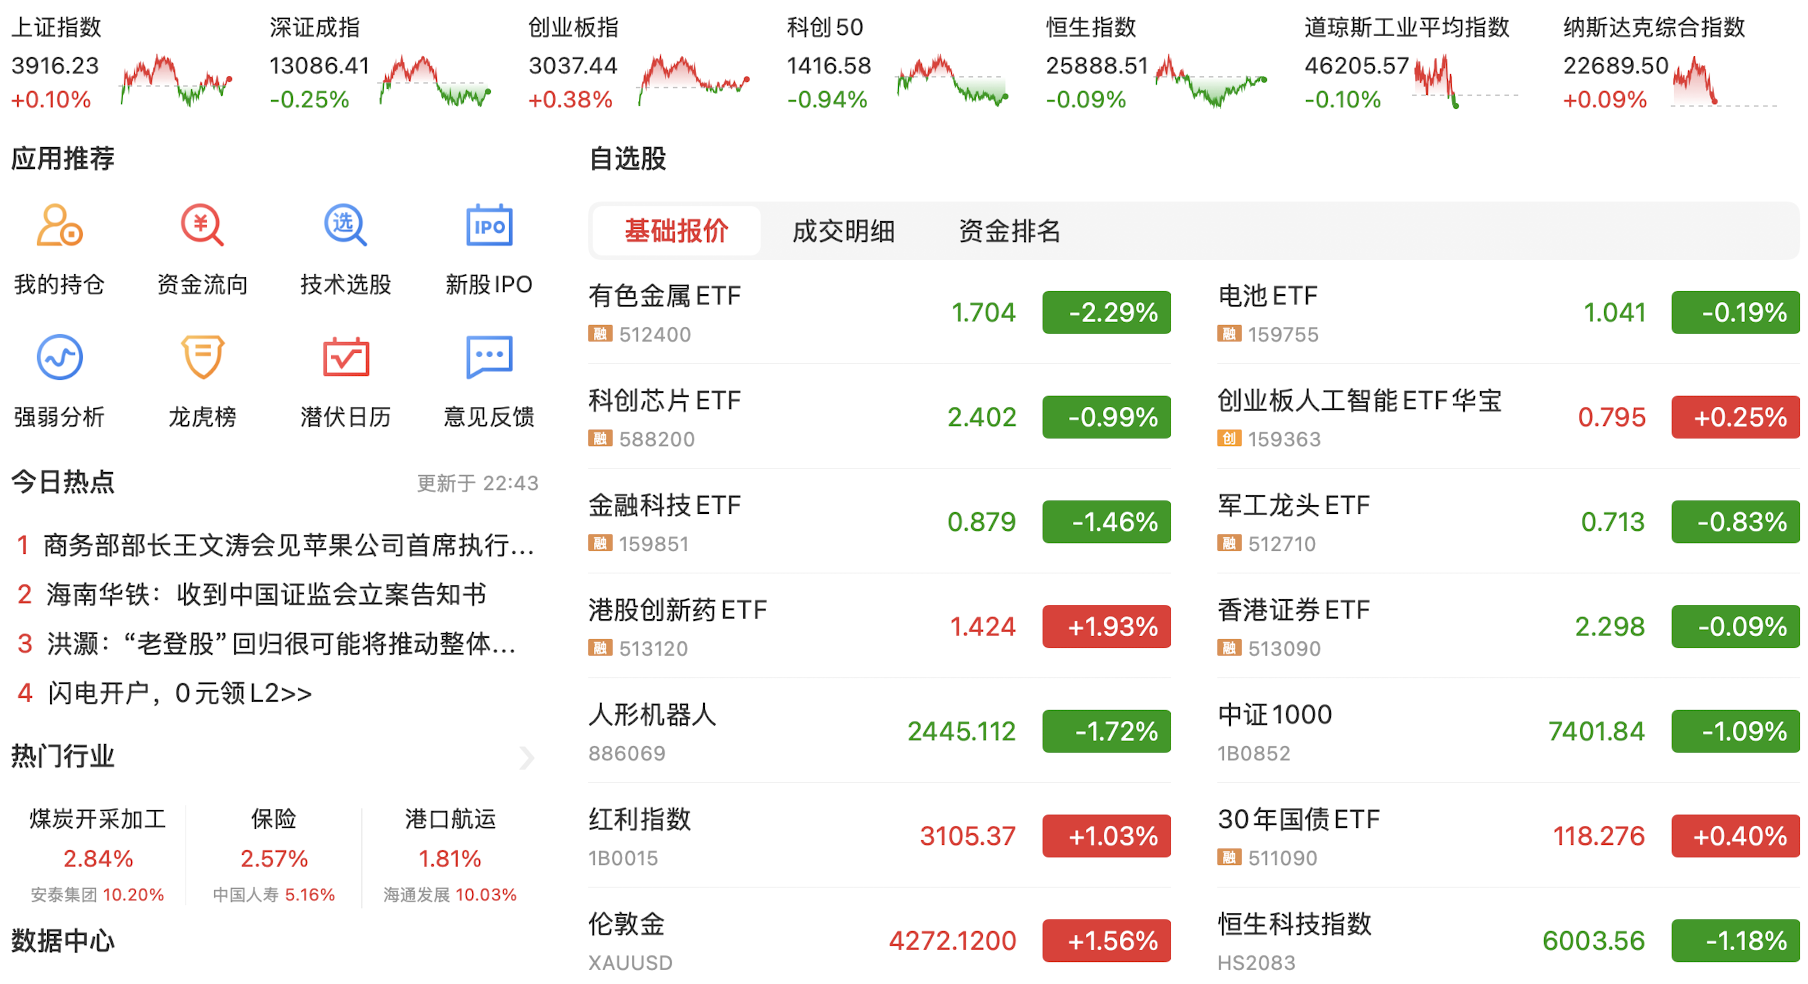 上证指数
3916.23
+0.10%
深证成指
13086.41
-0.25%
创业板指
3037.44
+0.38%
科创50
1416.58
-0.94%
恒生指数
25888.51
-0.09%
道琼斯工业平均指数
46205.57
-0.10%
纳斯达克综合指数
22689.50
+0.09%
应用推荐
¥
选
IPO
我的持仓
资金流向
技术选股
新股IPO
强弱分析
龙虎榜
潜伏日历
意见反馈
今日热点
更新于 22:43
1 商务部部长王文涛会见苹果公司首席执行...
2 海南华铁：收到中国证监会立案告知书
3 洪灏：“老登股”回归很可能将推动整体...
4 闪电开户，0元领L2>>
热门行业
煤炭开采加工
2.84%
安泰集团 10.20%
保险
2.57%
中国人寿 5.16%
港口航运
1.81%
海通发展 10.03%
数据中心
自选股
基础报价 成交明细 资金排名
有色金属ETF
融 512400
1.704
-2.29%
电池ETF
融 159755
1.041
-0.19%
科创芯片ETF
融 588200
2.402
-0.99%
创业板人工智能ETF华宝
创 159363
0.795
+0.25%
金融科技ETF
融 159851
0.879
-1.46%
军工龙头ETF
融 512710
0.713
-0.83%
港股创新药ETF
融 513120
1.424
+1.93%
香港证券ETF
融 513090
2.298
-0.09%
人形机器人
886069
2445.112
-1.72%
中证1000
1B0852
7401.84
-1.09%
红利指数
1B0015
3105.37
+1.03%
30年国债ETF
融 511090
118.276
+0.40%
伦敦金
XAUUSD
4272.1200
+1.56%
恒生科技指数
HS2083
6003.56
-1.18%